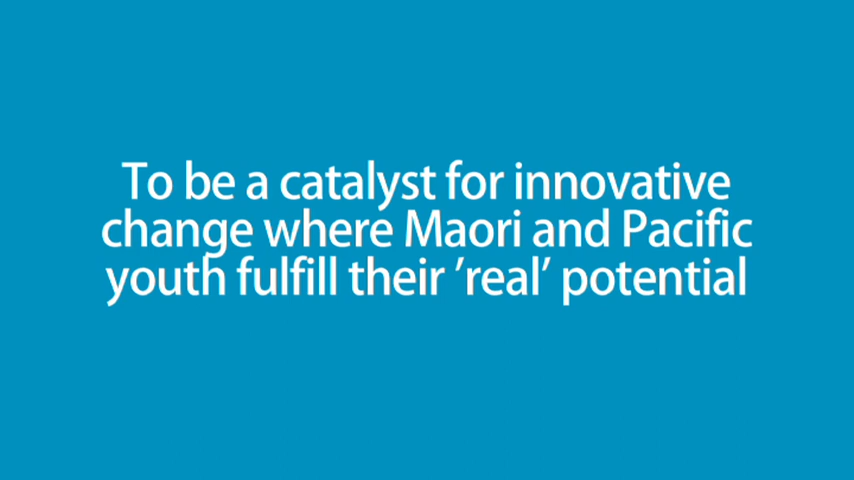 To be a catalyst for innovative
change where Maori and Pacific
youth fulfill their ’real’ potential